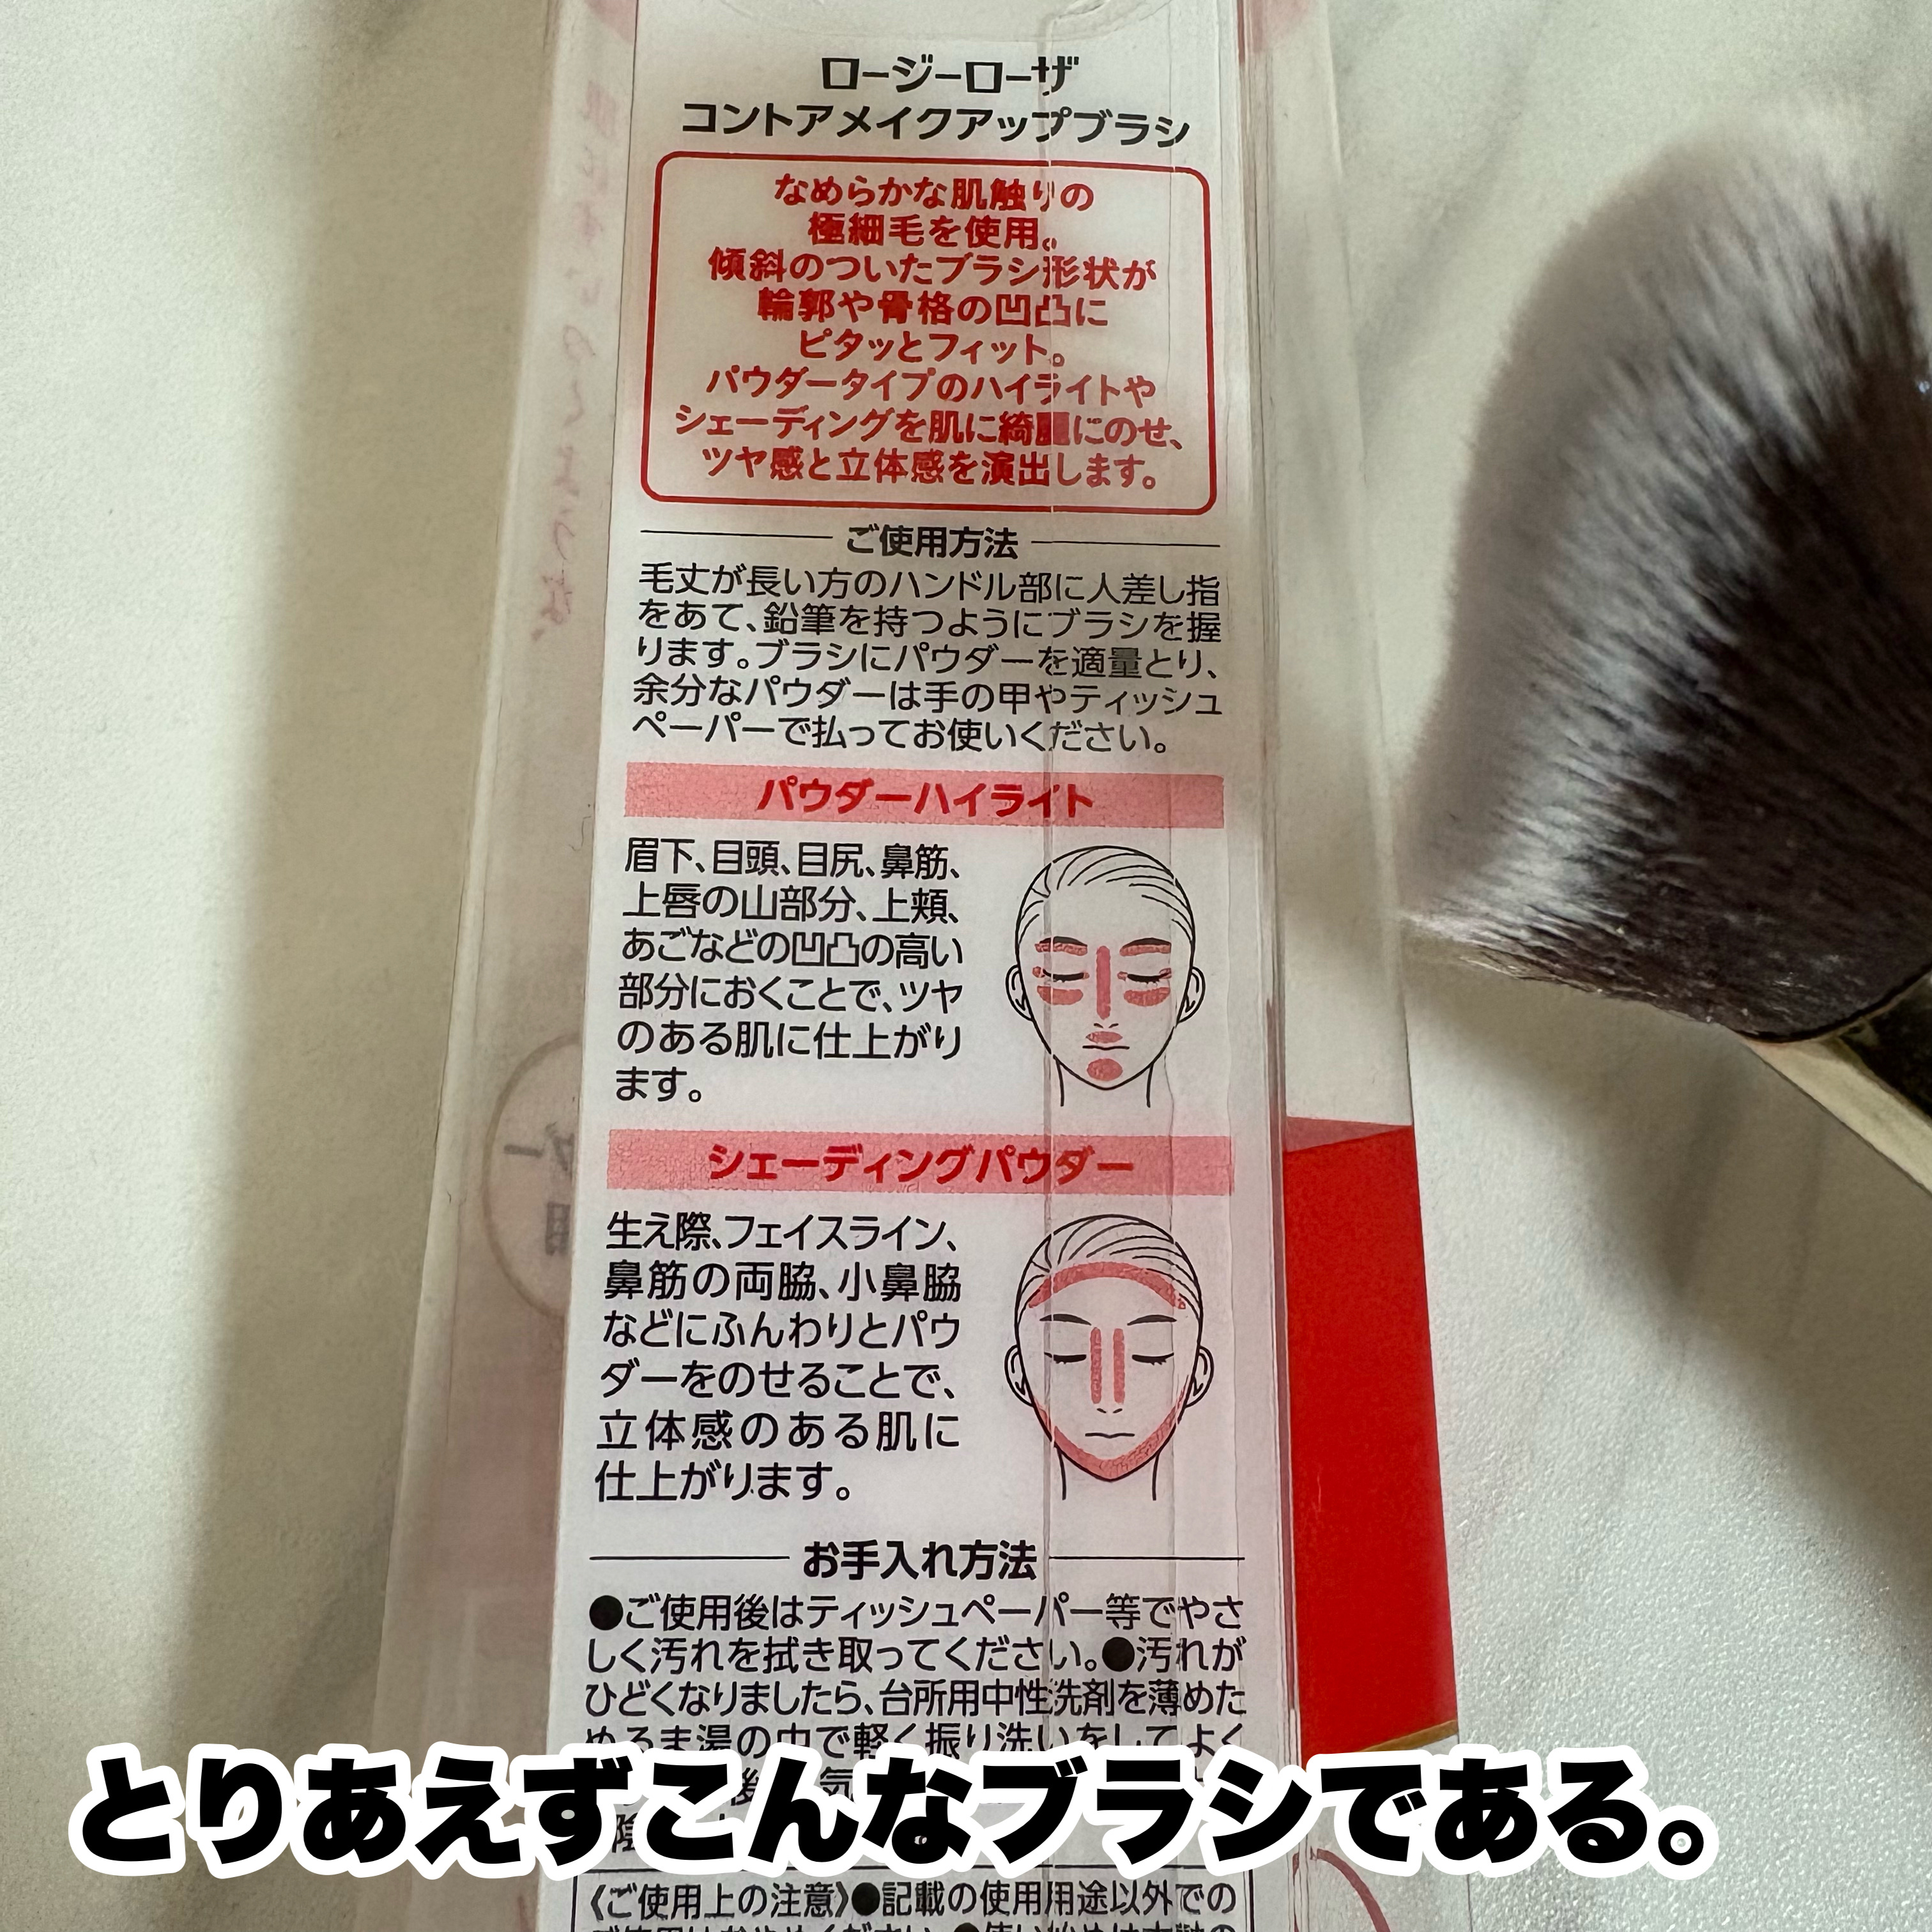 ロージーローザ
コントアメイクアップブラシ
なめらかな肌触りの
極細毛を使用。
傾斜のついたブラシ形状が
輪郭や骨格の凹凸に
ピタッとフィット。
パウダータイプのハイライトや
シェーディングを肌に綺麗にのせ、
ツヤ感と立体感を演出します。
ご使用方法
毛丈が長い方のハンドル部に人差し指
をあて、鉛筆を持つようにブラシを握
ります。ブラシにパウダーを適量とり、
余分なパウダーは手の甲やティッシュ
ペーパーで払ってお使いください。
パウダーハイライト
眉下、目頭、目尻、鼻筋、
上唇の山部分、上頬、
あごなどの凹凸の高い
部分におくことで、ツヤ
のある肌に仕上がり
ます。
シェーディングパウダー
生え際、フェイスライン、
鼻筋の両脇、小鼻脇
などにふんわりとパウ
ダーをのせることで、
立体感のある肌に
仕上がります。
お手入れ方法
●ご使用後はティッシュペーパー等でやさ
しく汚れを拭き取ってください。●汚れが
ひどくなりましたら、台所用中性洗剤を薄めた
ぬるま湯の中で軽く振り洗いをしてよく
とりあえずこんなブラシである。
《ご使用上の注意》●記載の使用用途以外での